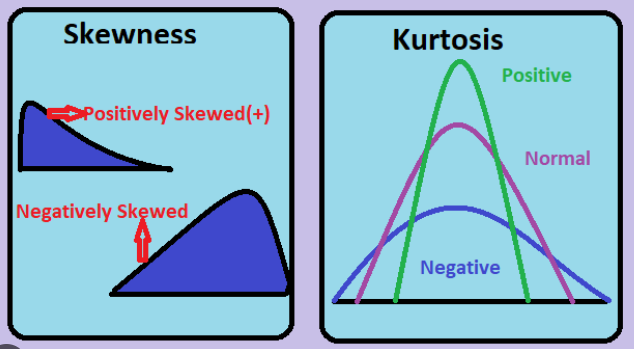 Skewness
Positively Skewed(+)
Negatively Skewed
Kurtosis
Positive
Normal
Negative